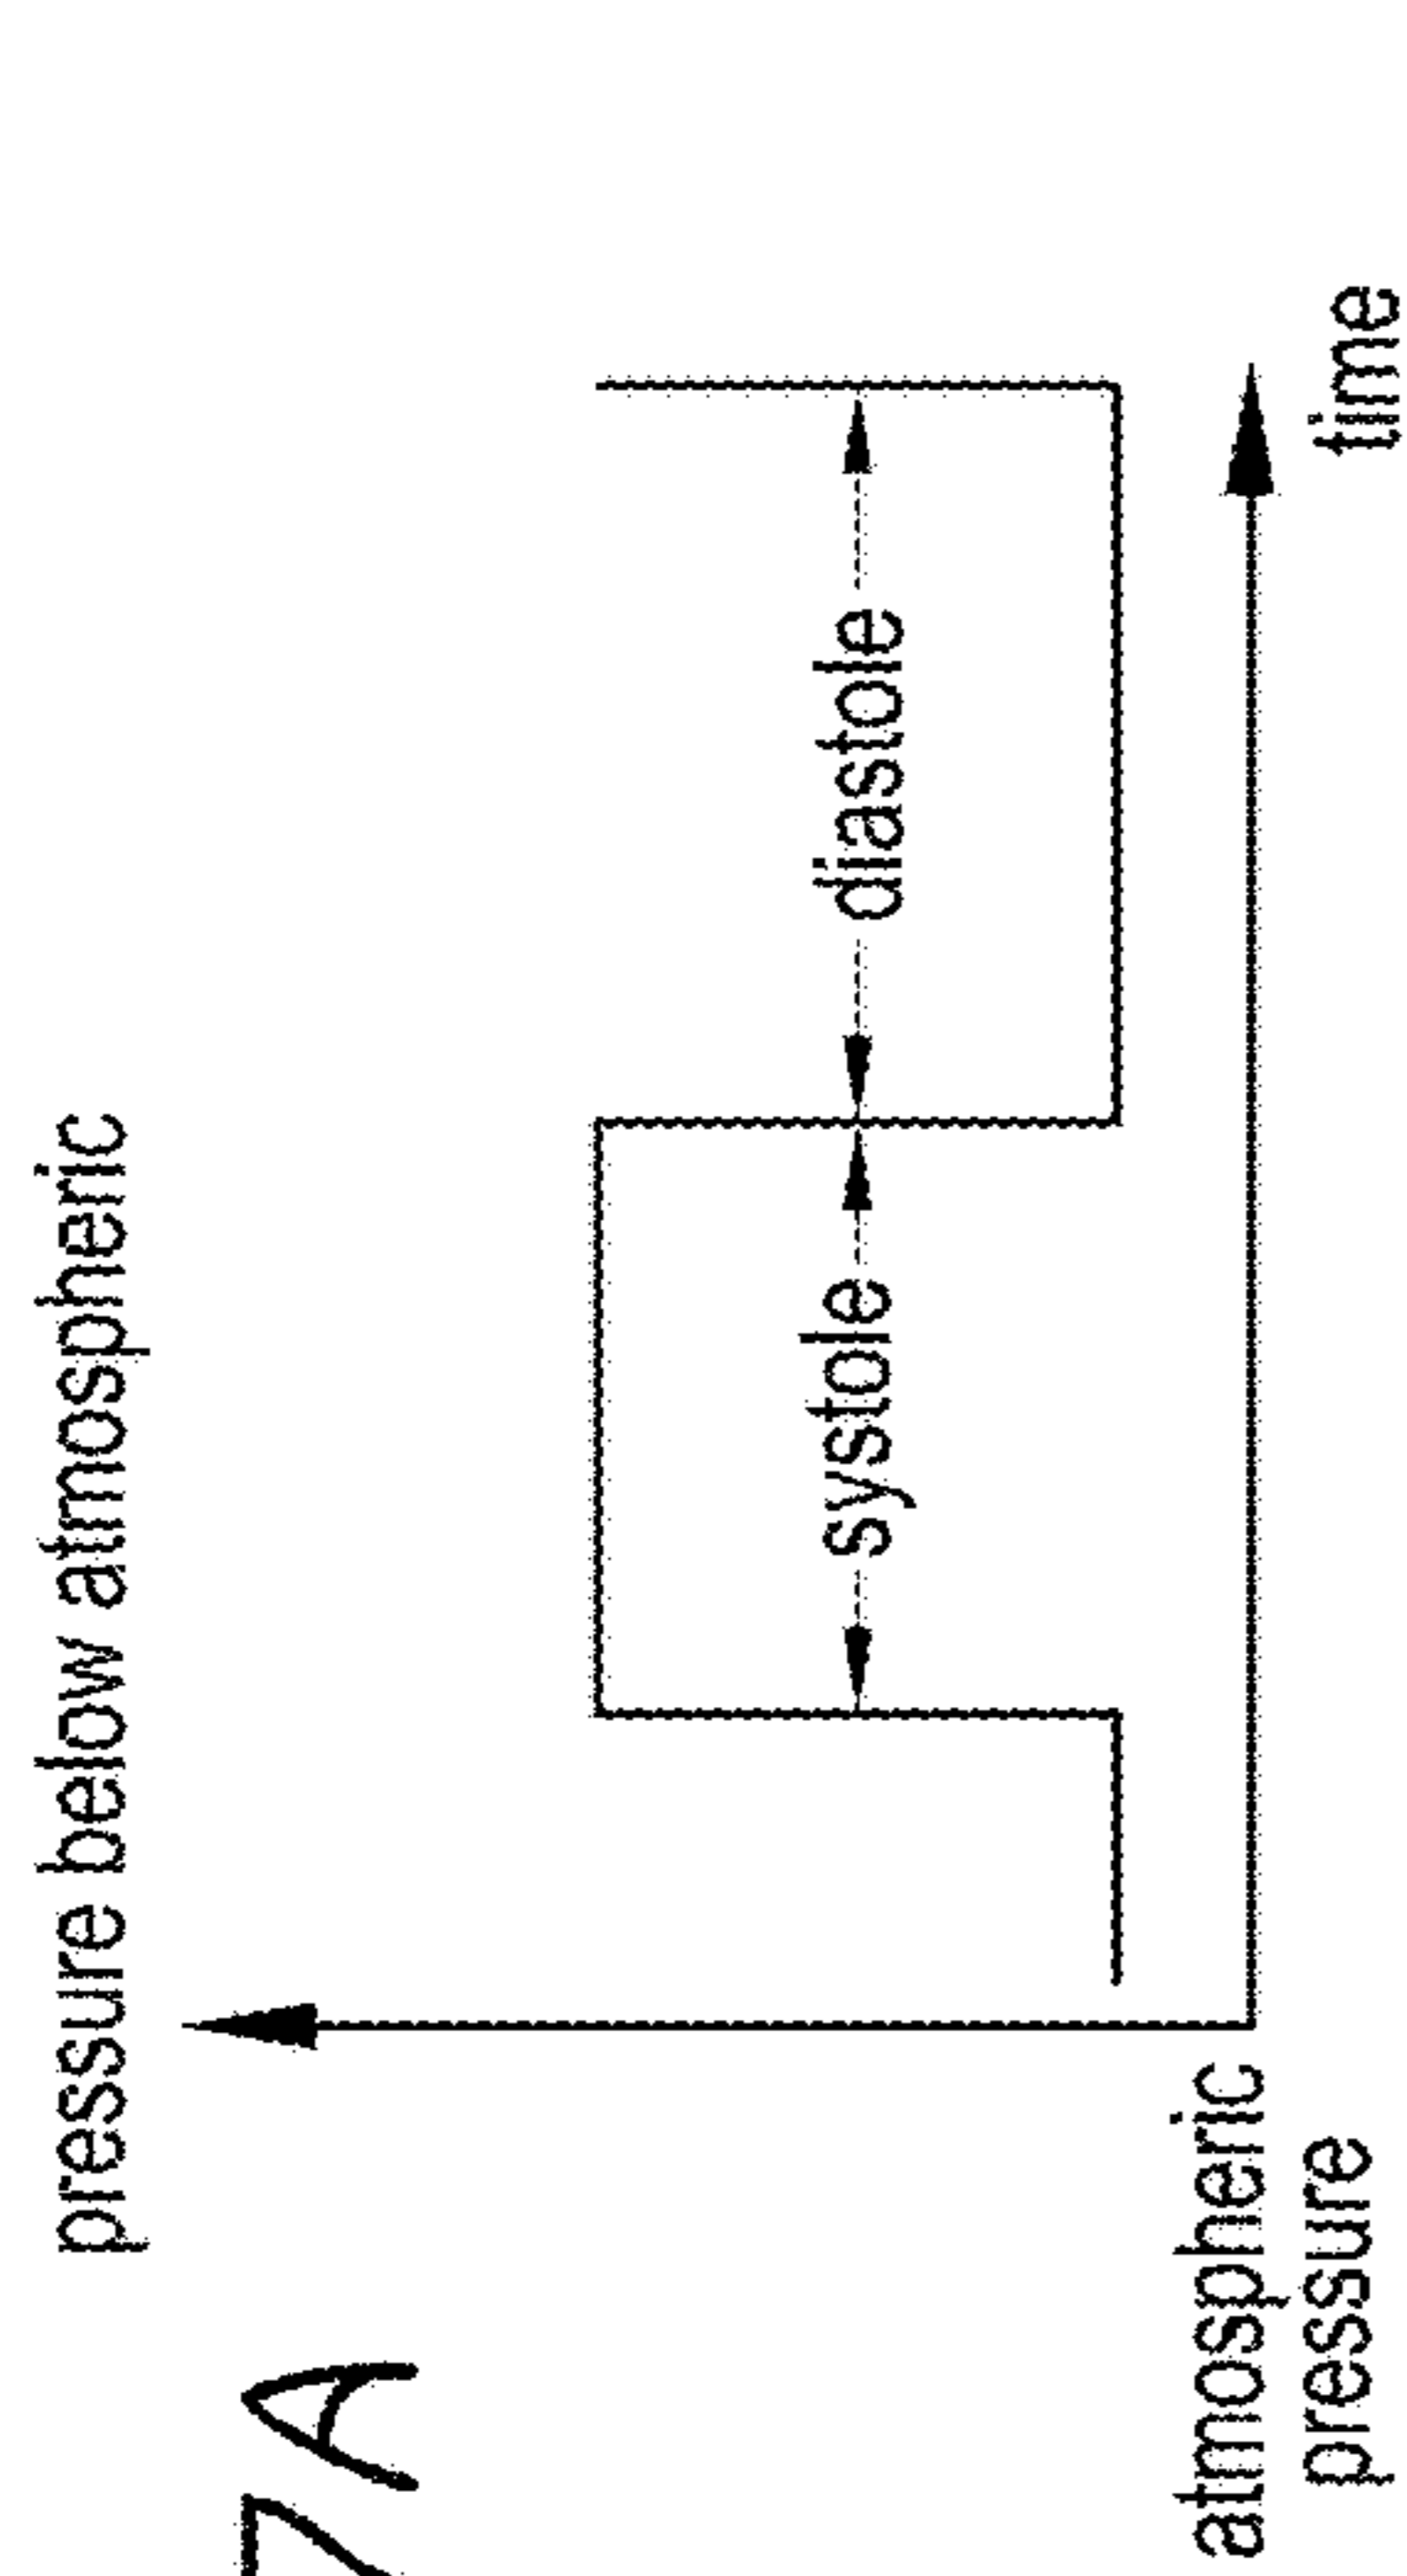 7A
pressure below atmospheric
systole
diastole
atmospheric
pressure
time